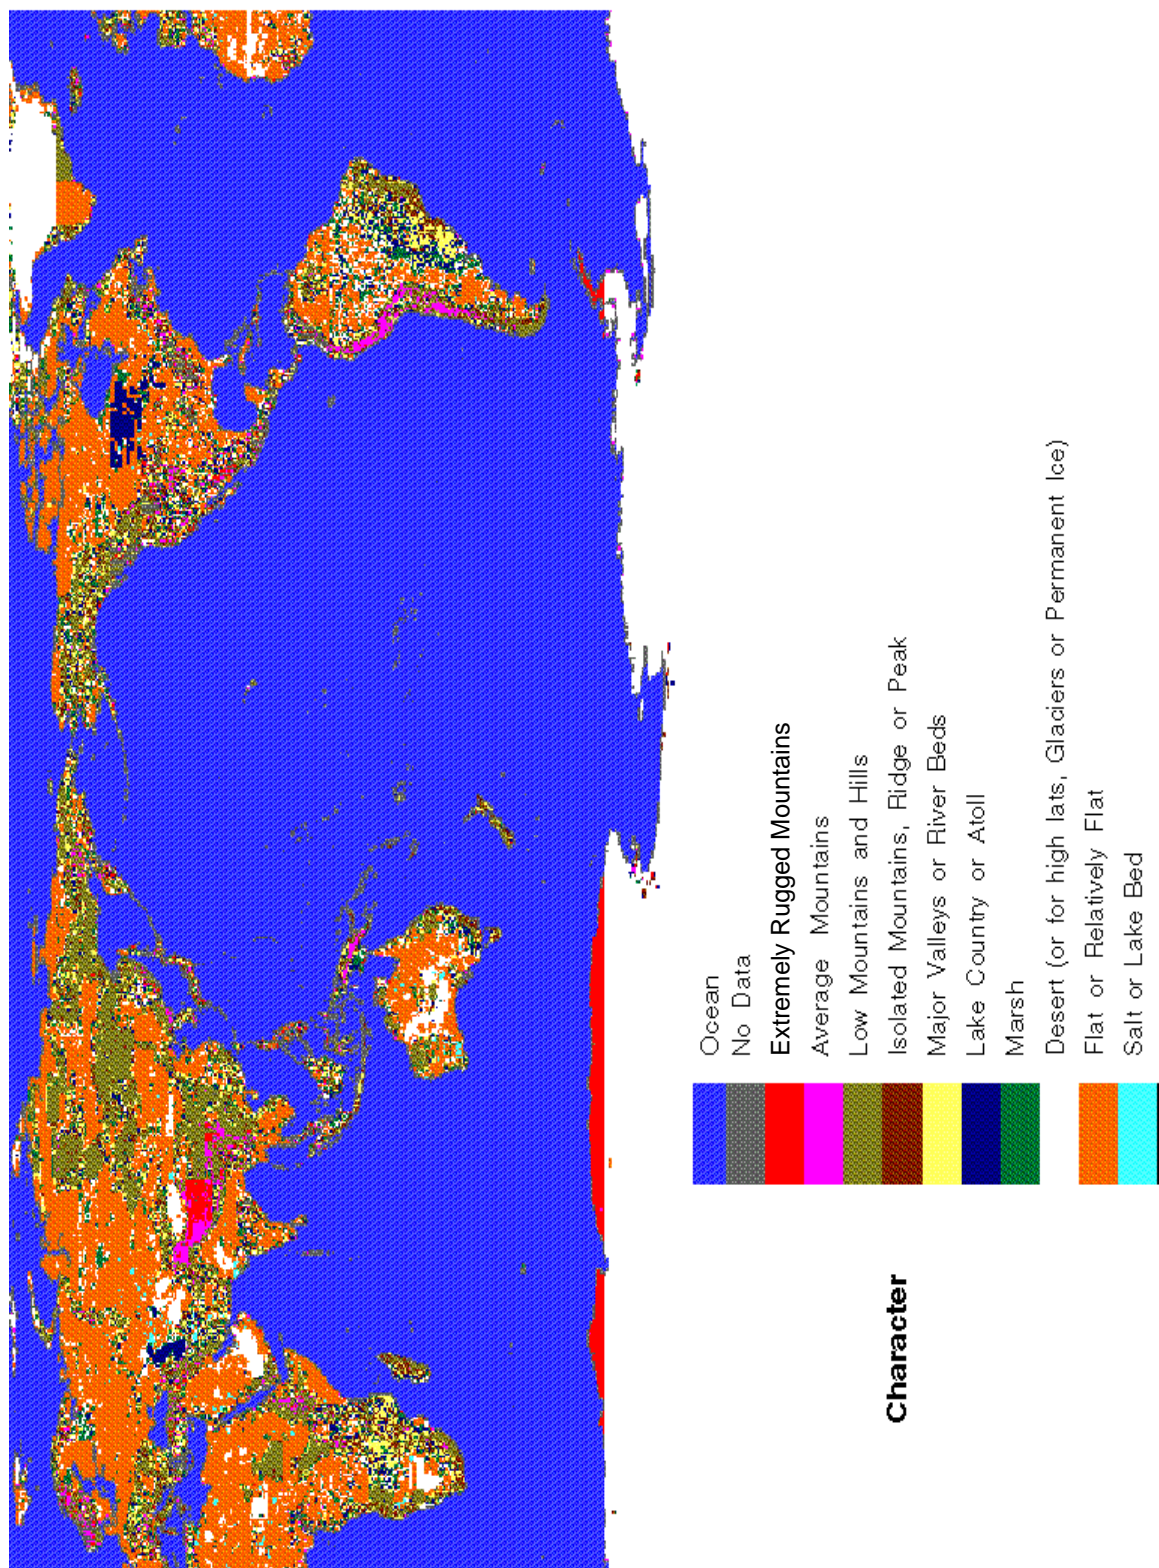 Character
Ocean
No Data
Extremely Rugged Mountains
Average Mountains
Low Mountains and Hills
Isolated Mountains, Ridge or Peak
Major Valleys or River Beds
Lake Country or Atoll
Marsh
Desert (or for high lats, Glaciers or Permanent Ice)
Flat or Relatively Flat
Salt or Lake Bed